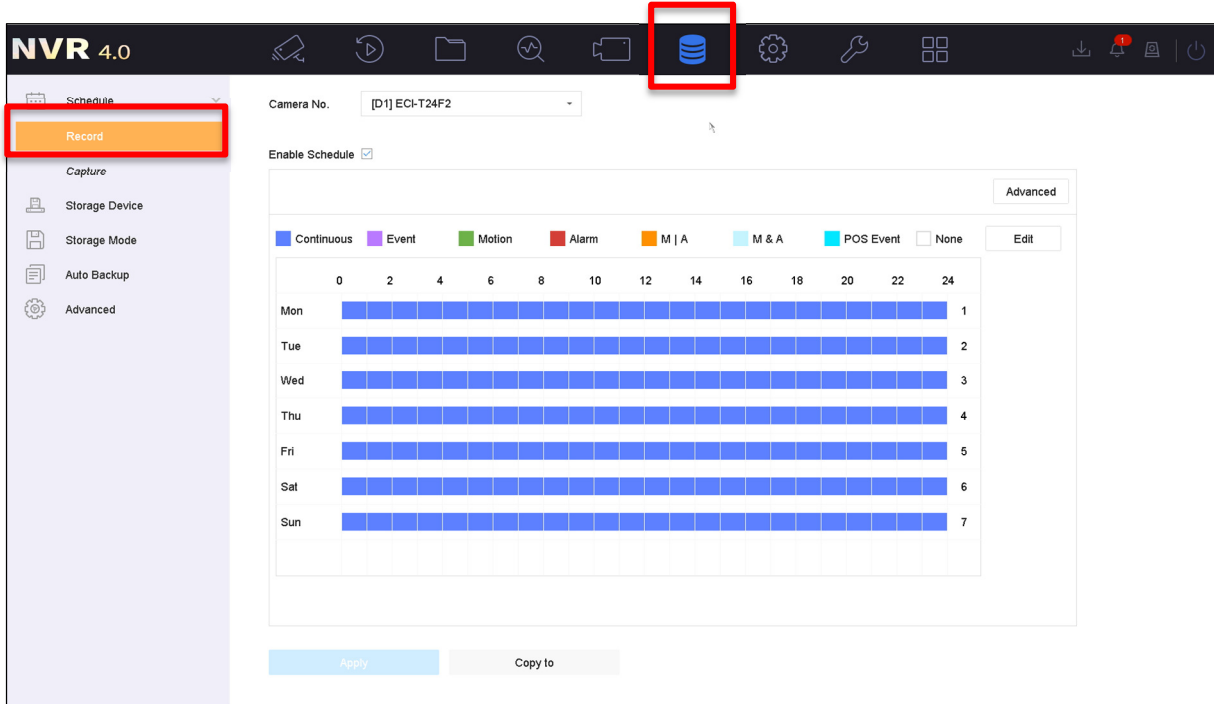 NVR 4.0
1
Schedule
Record
Capture
Storage Device
Storage Mode
Auto Backup
Advanced
Camera No. [D1] ECI-T24F2
Enable Schedule
Advanced
Continuous Event Motion Alarm M | A M & A POS Event None Edit
0 2 4 6 8 10 12 14 16 18 20 22 24
Mon 1
Tue 2
Wed 3
Thu 4
Fri 5
Sat 6
Sun 7
Apply Copy to